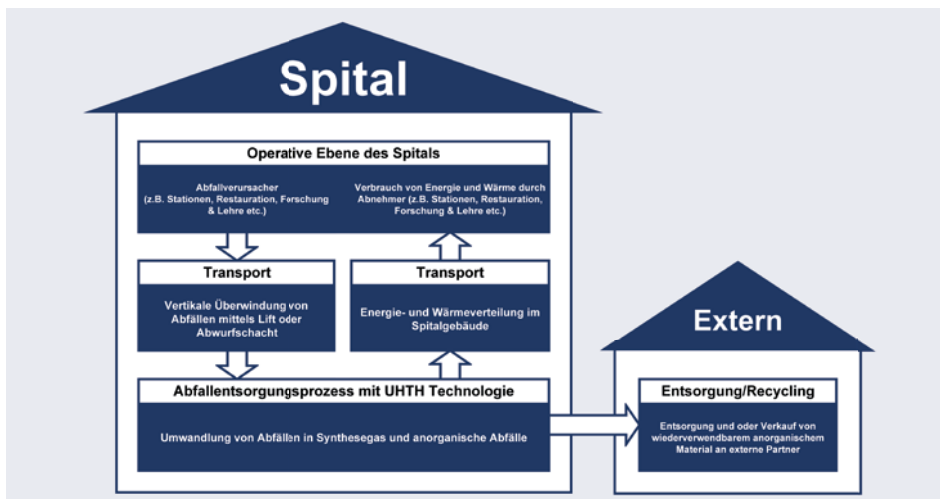 Spital
Operative Ebene des Spitals
Abfallverursacher
(z.B. Stationen, Restauration, Forschung
& Lehre etc.)
Verbrauch von Energie und Wärme durch
Abnehmer (z.B. Stationen, Restauration,
Forschung & Lehre etc.)
Transport
Vertikale Überwindung von
Abfällen mittels Lift oder
Abwurfschacht
Transport
Energie- und Wärmeverteilung im
Spitalgebäude
Abfallentsorgungsprozess mit UHTH Technologie
Umwandlung von Abfällen in Synthesegas und anorganische Abfälle
Extern
Entsorgung/Recycling
Entsorgung und oder Verkauf von
wiederverwendbarem anorganischem
Material an externe Partner